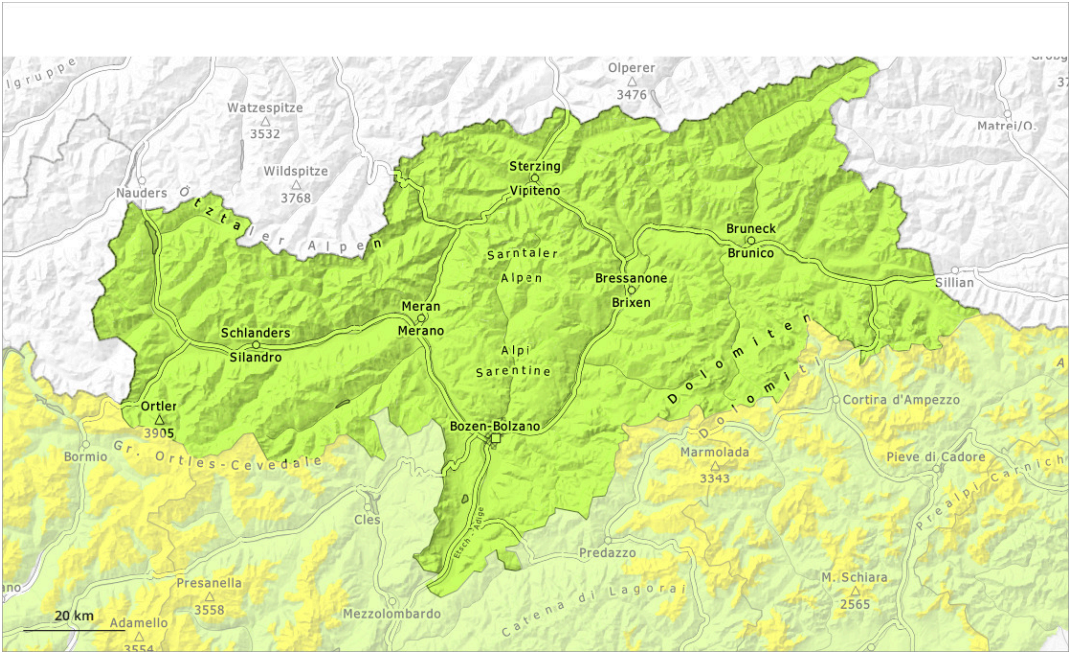 lgruppe
Olperer
3476
Watzespitze
3532
Matrei/O.
Wildspitze
3768
Nauders
Sterzing
Vipiteno
Ötztaler Alpen
Bruneck
Brunico
Sarntaler
Alpen
Bressanone
Brixen
Sillian
Meran
Merano
Schlanders
Silandro
Alpi
Sarentine
Dolomiten
Dolomiti
Ortler
3905
Cortina d'Ampezzo
Bozen-Bolzano
Bormio
Gr. Ortles-Cevedale
Marmolada
3343
Pieve di Cadore
Prealpi Carnich
Cles
Etsch - Adige
Predazzo
Presanella
3558
M. Schiara
2565
ano
Mezzolombardo
Catena di Lagorai
20 km
Adamello
3554